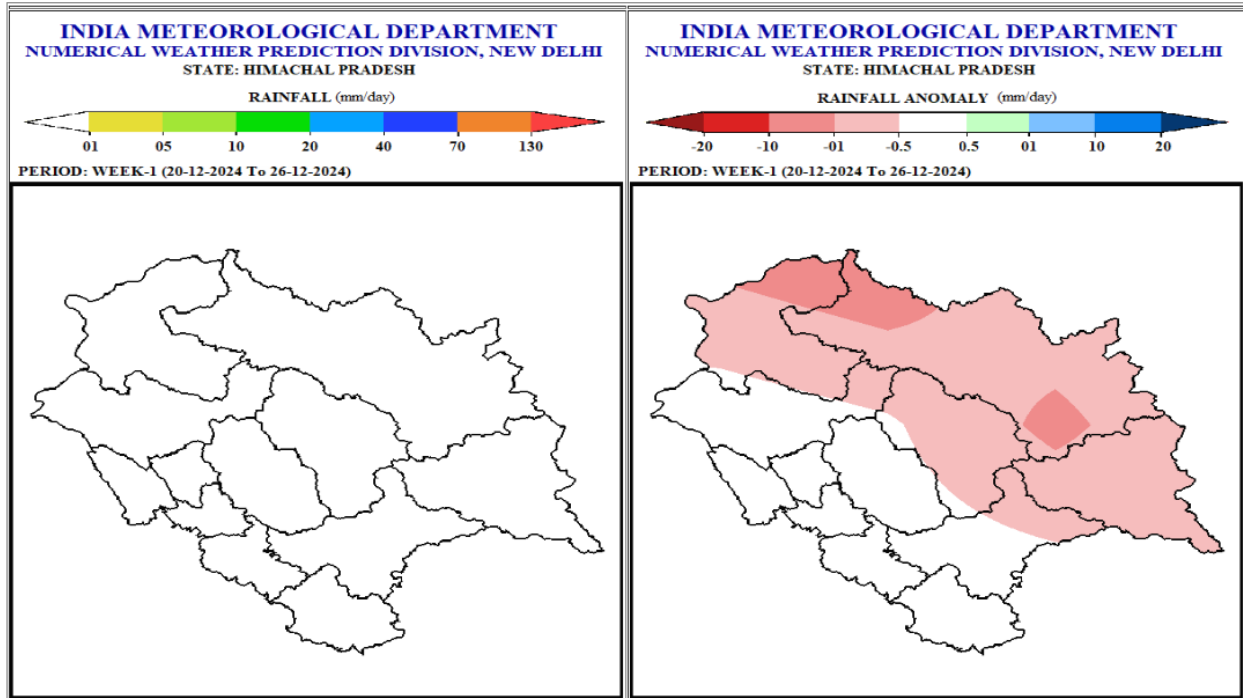 INDIA METEOROLOGICAL DEPARTMENT
NUMERICAL WEATHER PREDICTION DIVISION, NEW DELHI
STATE: HIMACHAL PRADESH
RAINFALL (mm/day)
01 05 10 20 40 70 130
PERIOD: WEEK-1 (20-12-2024 To 26-12-2024)
INDIA METEOROLOGICAL DEPARTMENT
NUMERICAL WEATHER PREDICTION DIVISION, NEW DELHI
STATE: HIMACHAL PRADESH
RAINFALL ANOMALY (mm/day)
-20 -10 -01 -0.5 0.5 01 10 20
PERIOD: WEEK-1 (20-12-2024 To 26-12-2024)